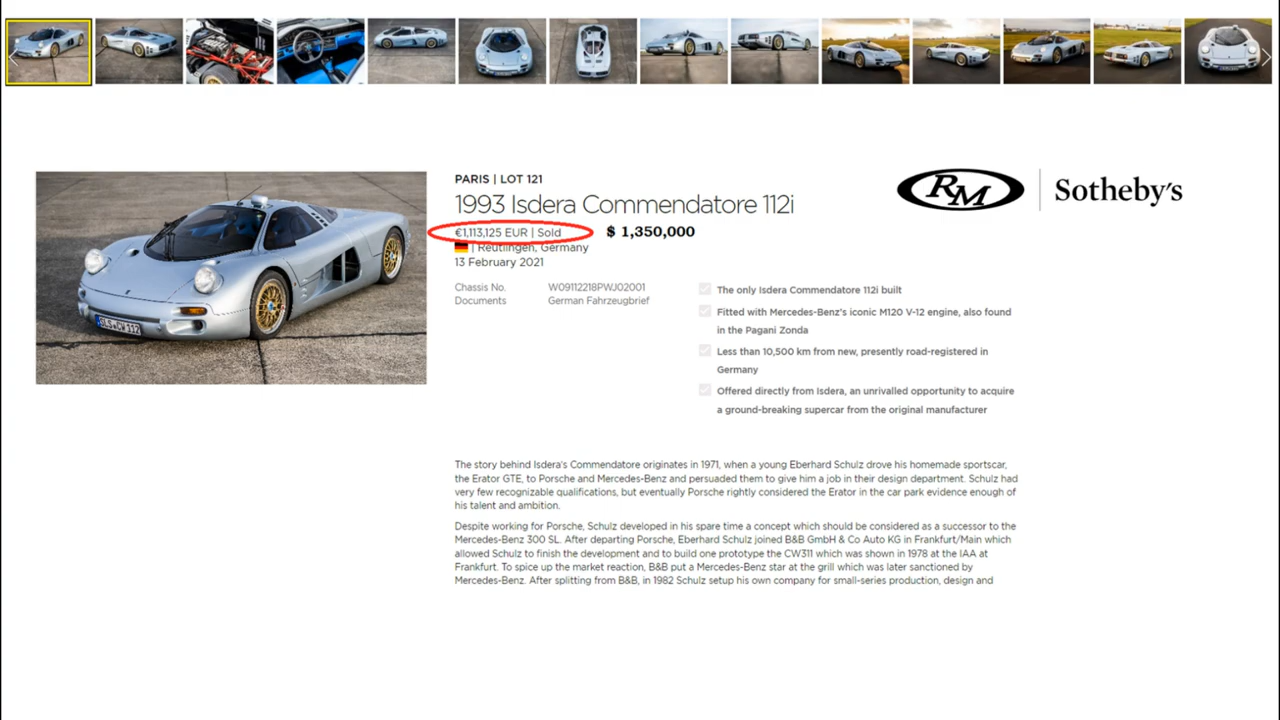 PARIS | LOT 121
1993 Isdera Commendatore 112i
€1,113,125 EUR | Sold
$ 1,350,000
| Reutlingen, Germany
13 February 2021
Chassis No. W09112218PWJ02001
Documents German Fahrzeugbrief
RM
Sotheby's
The only Isdera Commendatore 112i built
Fitted with Mercedes-Benz's iconic M120 V-12 engine, also found
in the Pagani Zonda
Less than 10,500 km from new, presently road-registered in
Germany
Offered directly from Isdera, an unrivalled opportunity to acquire
a ground-breaking supercar from the original manufacturer
The story behind Isdera's Commendatore originates in 1971, when a young Eberhard Schulz drove his homemade sportscar,
the Erator GTE, to Porsche and Mercedes-Benz and persuaded them to give him a job in their design department. Schulz had
very few recognizable qualifications, but eventually Porsche rightly considered the Erator in the car park evidence enough of
his talent and ambition.
Despite working for Porsche, Schulz developed in his spare time a concept which should be considered as a successor to the
Mercedes-Benz 300 SL. After departing Porsche, Eberhard Schulz joined B&B GmbH & Co Auto KG in Frankfurt/Main which
allowed Schulz to finish the development and to build one prototype the CW311 which was shown in 1978 at the IAA at
Frankfurt. To spice up the market reaction, B&B put a Mercedes-Benz star at the grill which was later sanctioned by
Mercedes-Benz. After splitting from B&B, in 1982 Schulz setup his own company for small-series production, design and